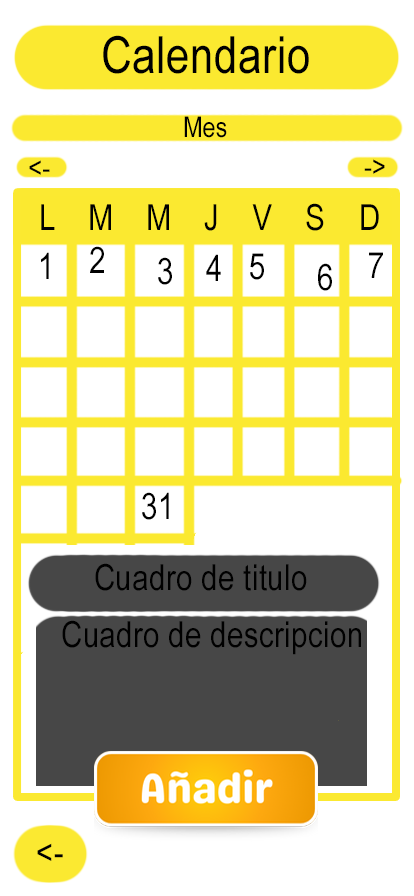 Calendario
Mes
<- ->
L M M J V S D
1 2 3 4 5 6 7
31
Cuadro de titulo
Cuadro de descripcion
Añadir
<-